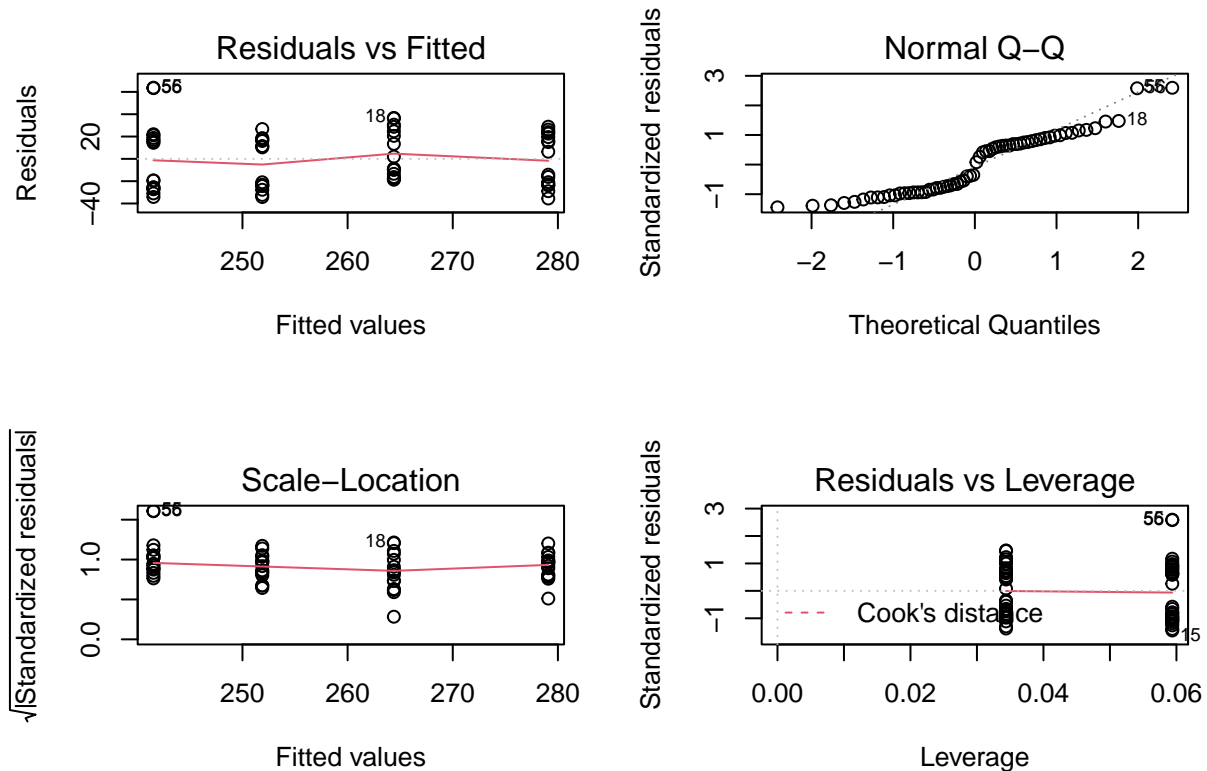 Residuals vs Fitted
Residuals
20
−40
56
18
250 260 270 280
Fitted values
Normal Q−Q
Standardized residuals
3
1
−1
56
18
−2 −1 0 1 2
Theoretical Quantiles
Scale−Location
√|Standardized residuals|
1.0
0.0
56
18
250 260 270 280
Fitted values
Residuals vs Leverage
Standardized residuals
3
1
−1
56
15
Cook's distance
0.00 0.02 0.04 0.06
Leverage